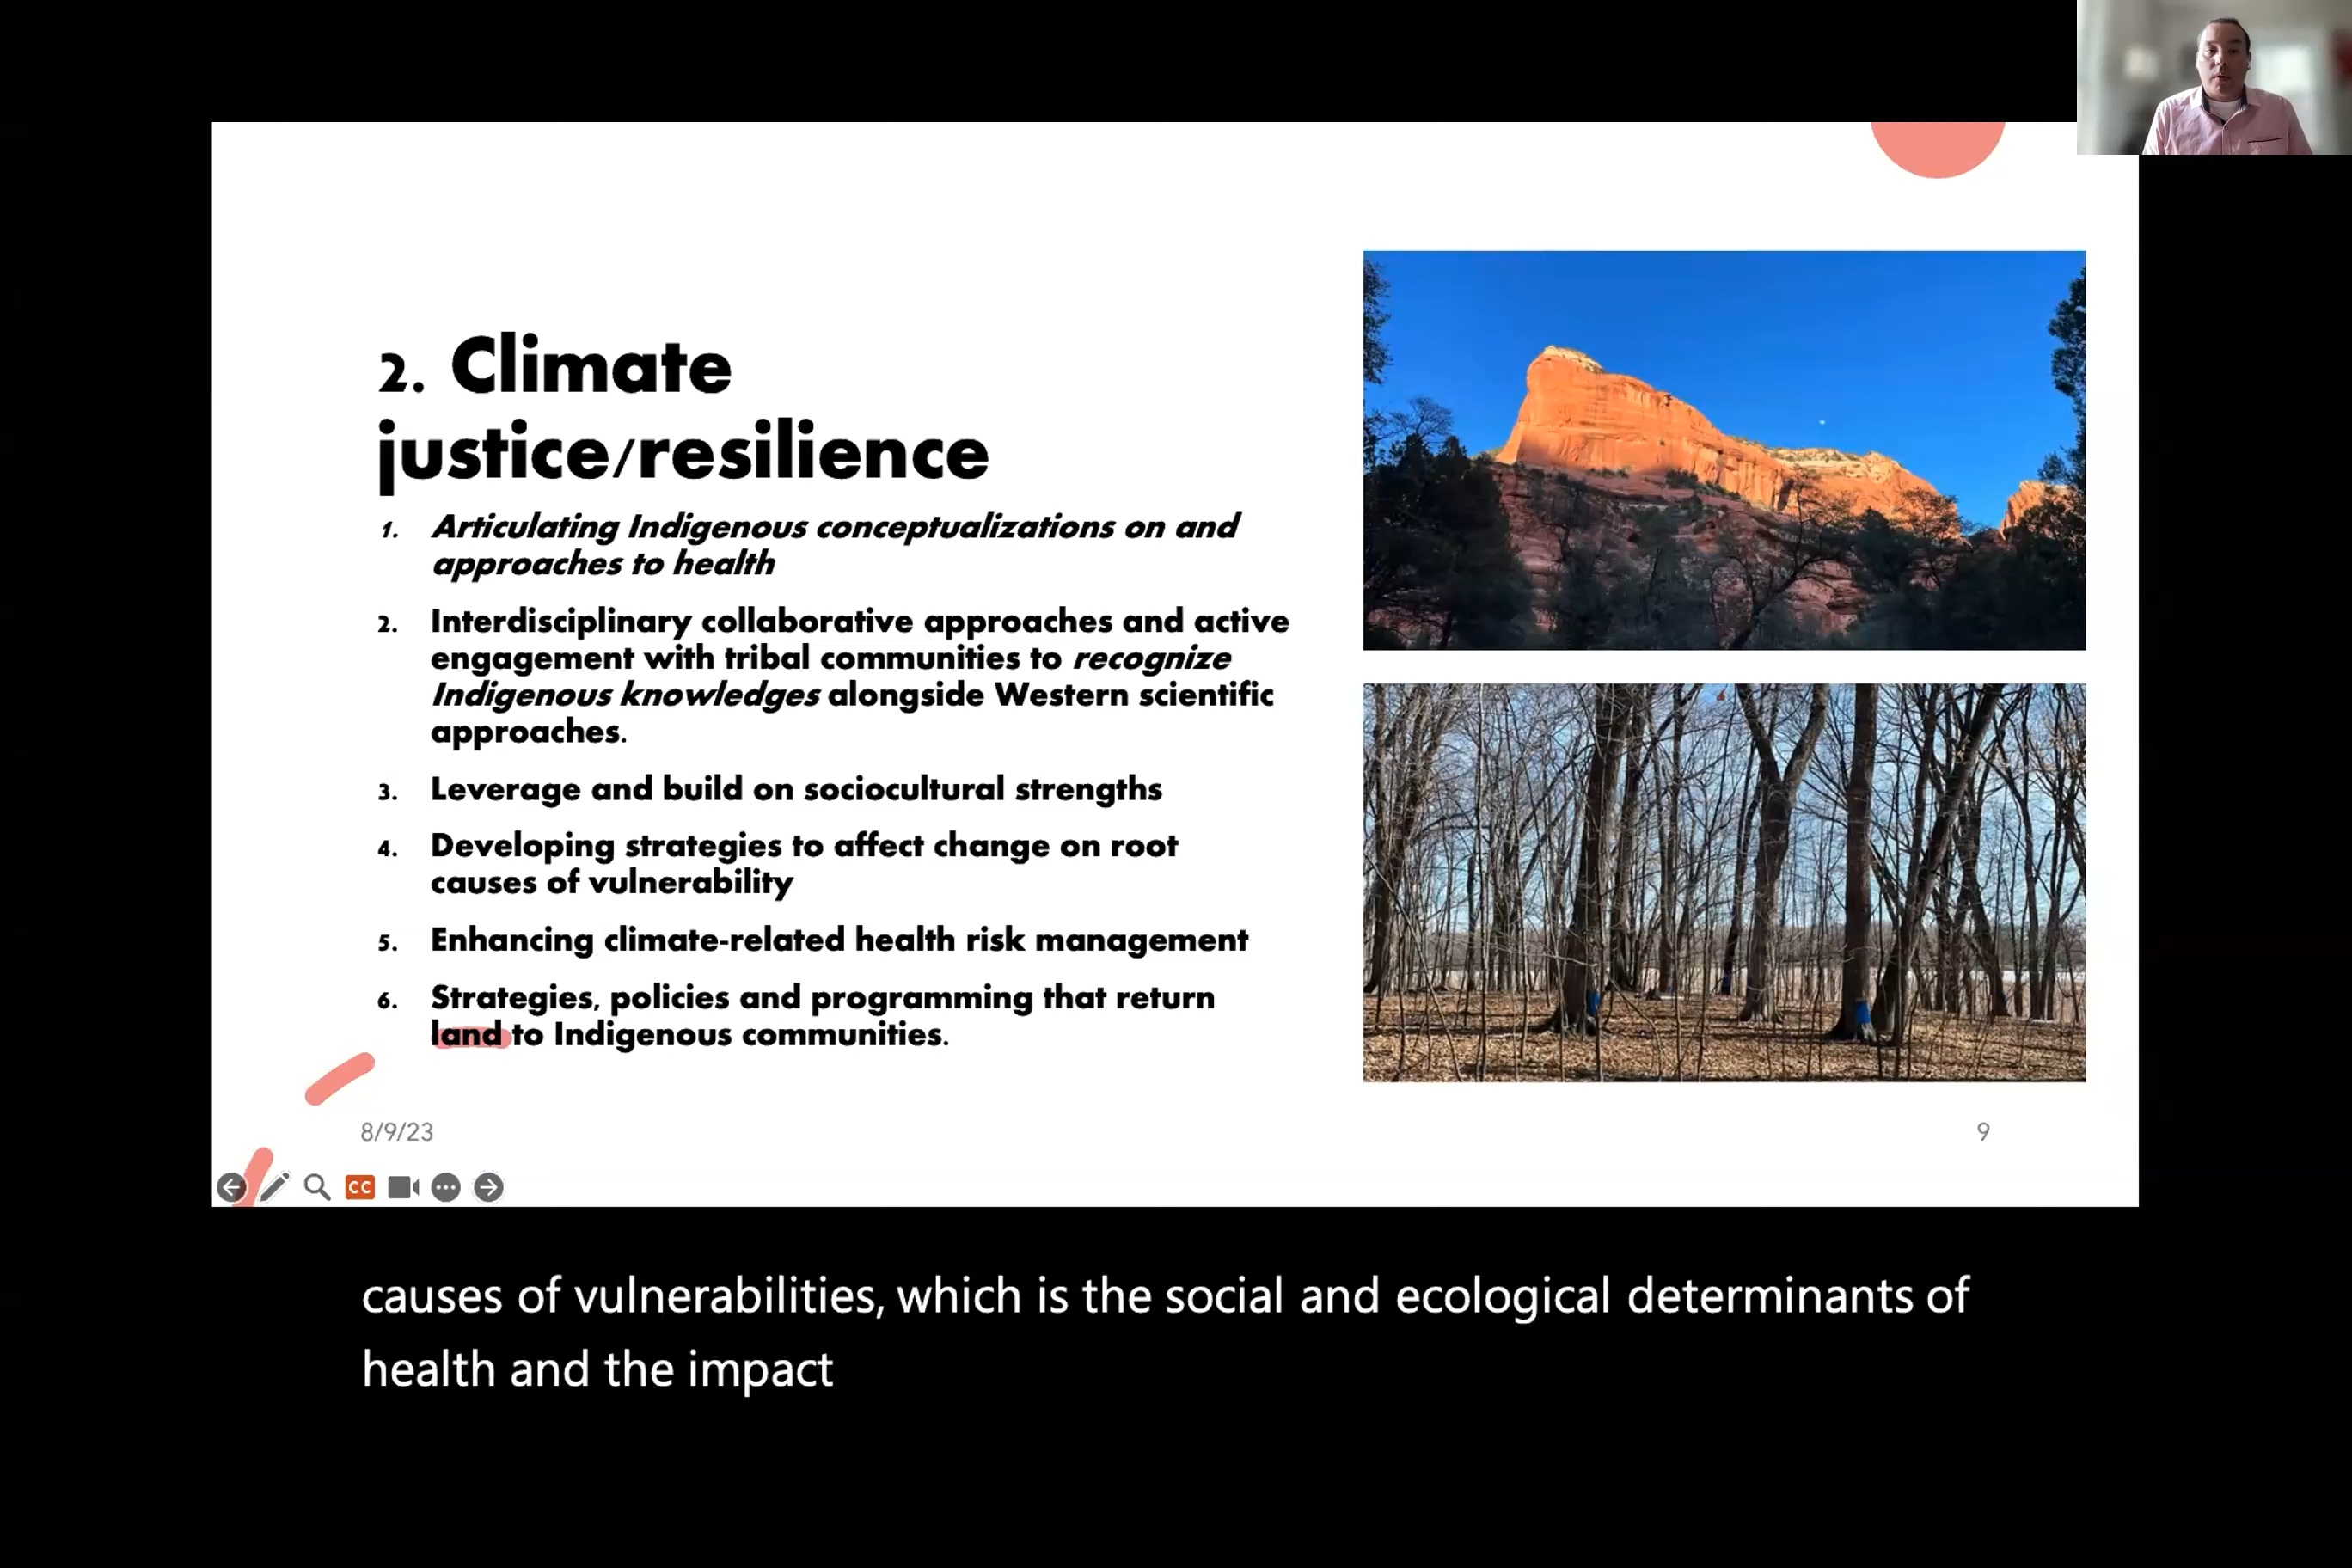 2. Climate
justice/resilience
1. Articulating Indigenous conceptualizations on and
approaches to health
2. Interdisciplinary collaborative approaches and active
engagement with tribal communities to recognize
Indigenous knowledges alongside Western scientific
approaches.
3. Leverage and build on sociocultural strengths
4. Developing strategies to affect change on root
causes of vulnerability
5. Enhancing climate-related health risk management
6. Strategies, policies and programming that return
land to Indigenous communities.
8/9/23
9
CC
causes of vulnerabilities, which is the social and ecological determinants of
health and the impact